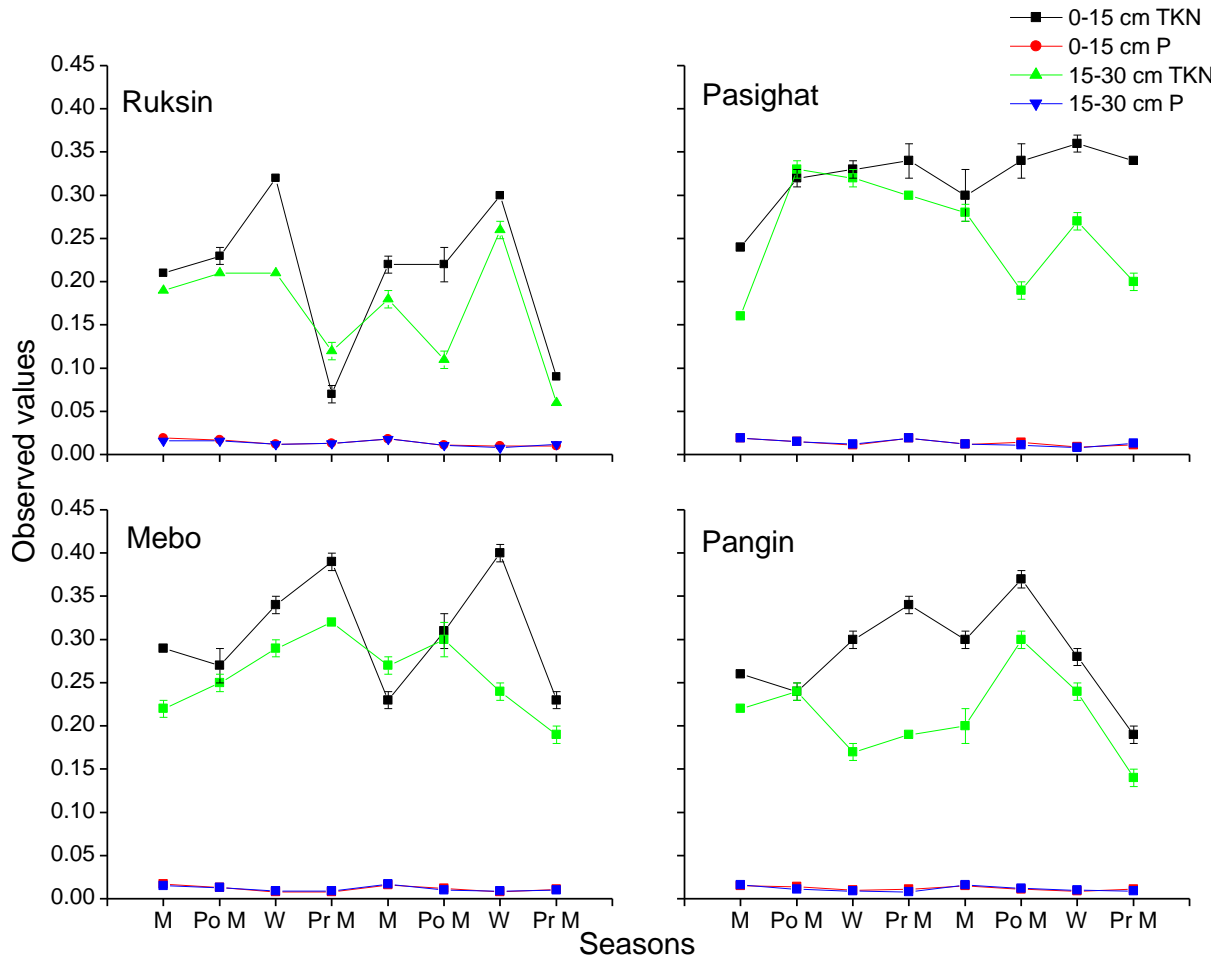 0-15 cm TKN
0-15 cm P
15-30 cm TKN
15-30 cm P
Ruksin
Pasighat
0.45
0.40
0.35
0.30
0.25
0.20
0.15
0.10
0.05
0.00
Observed values
Mebo
Pangin
0.45
0.40
0.35
0.30
0.25
0.20
0.15
0.10
0.05
0.00
M Po M W Pr M M Po M W Pr M
M Po M W Pr M M Po M W Pr M
Seasons